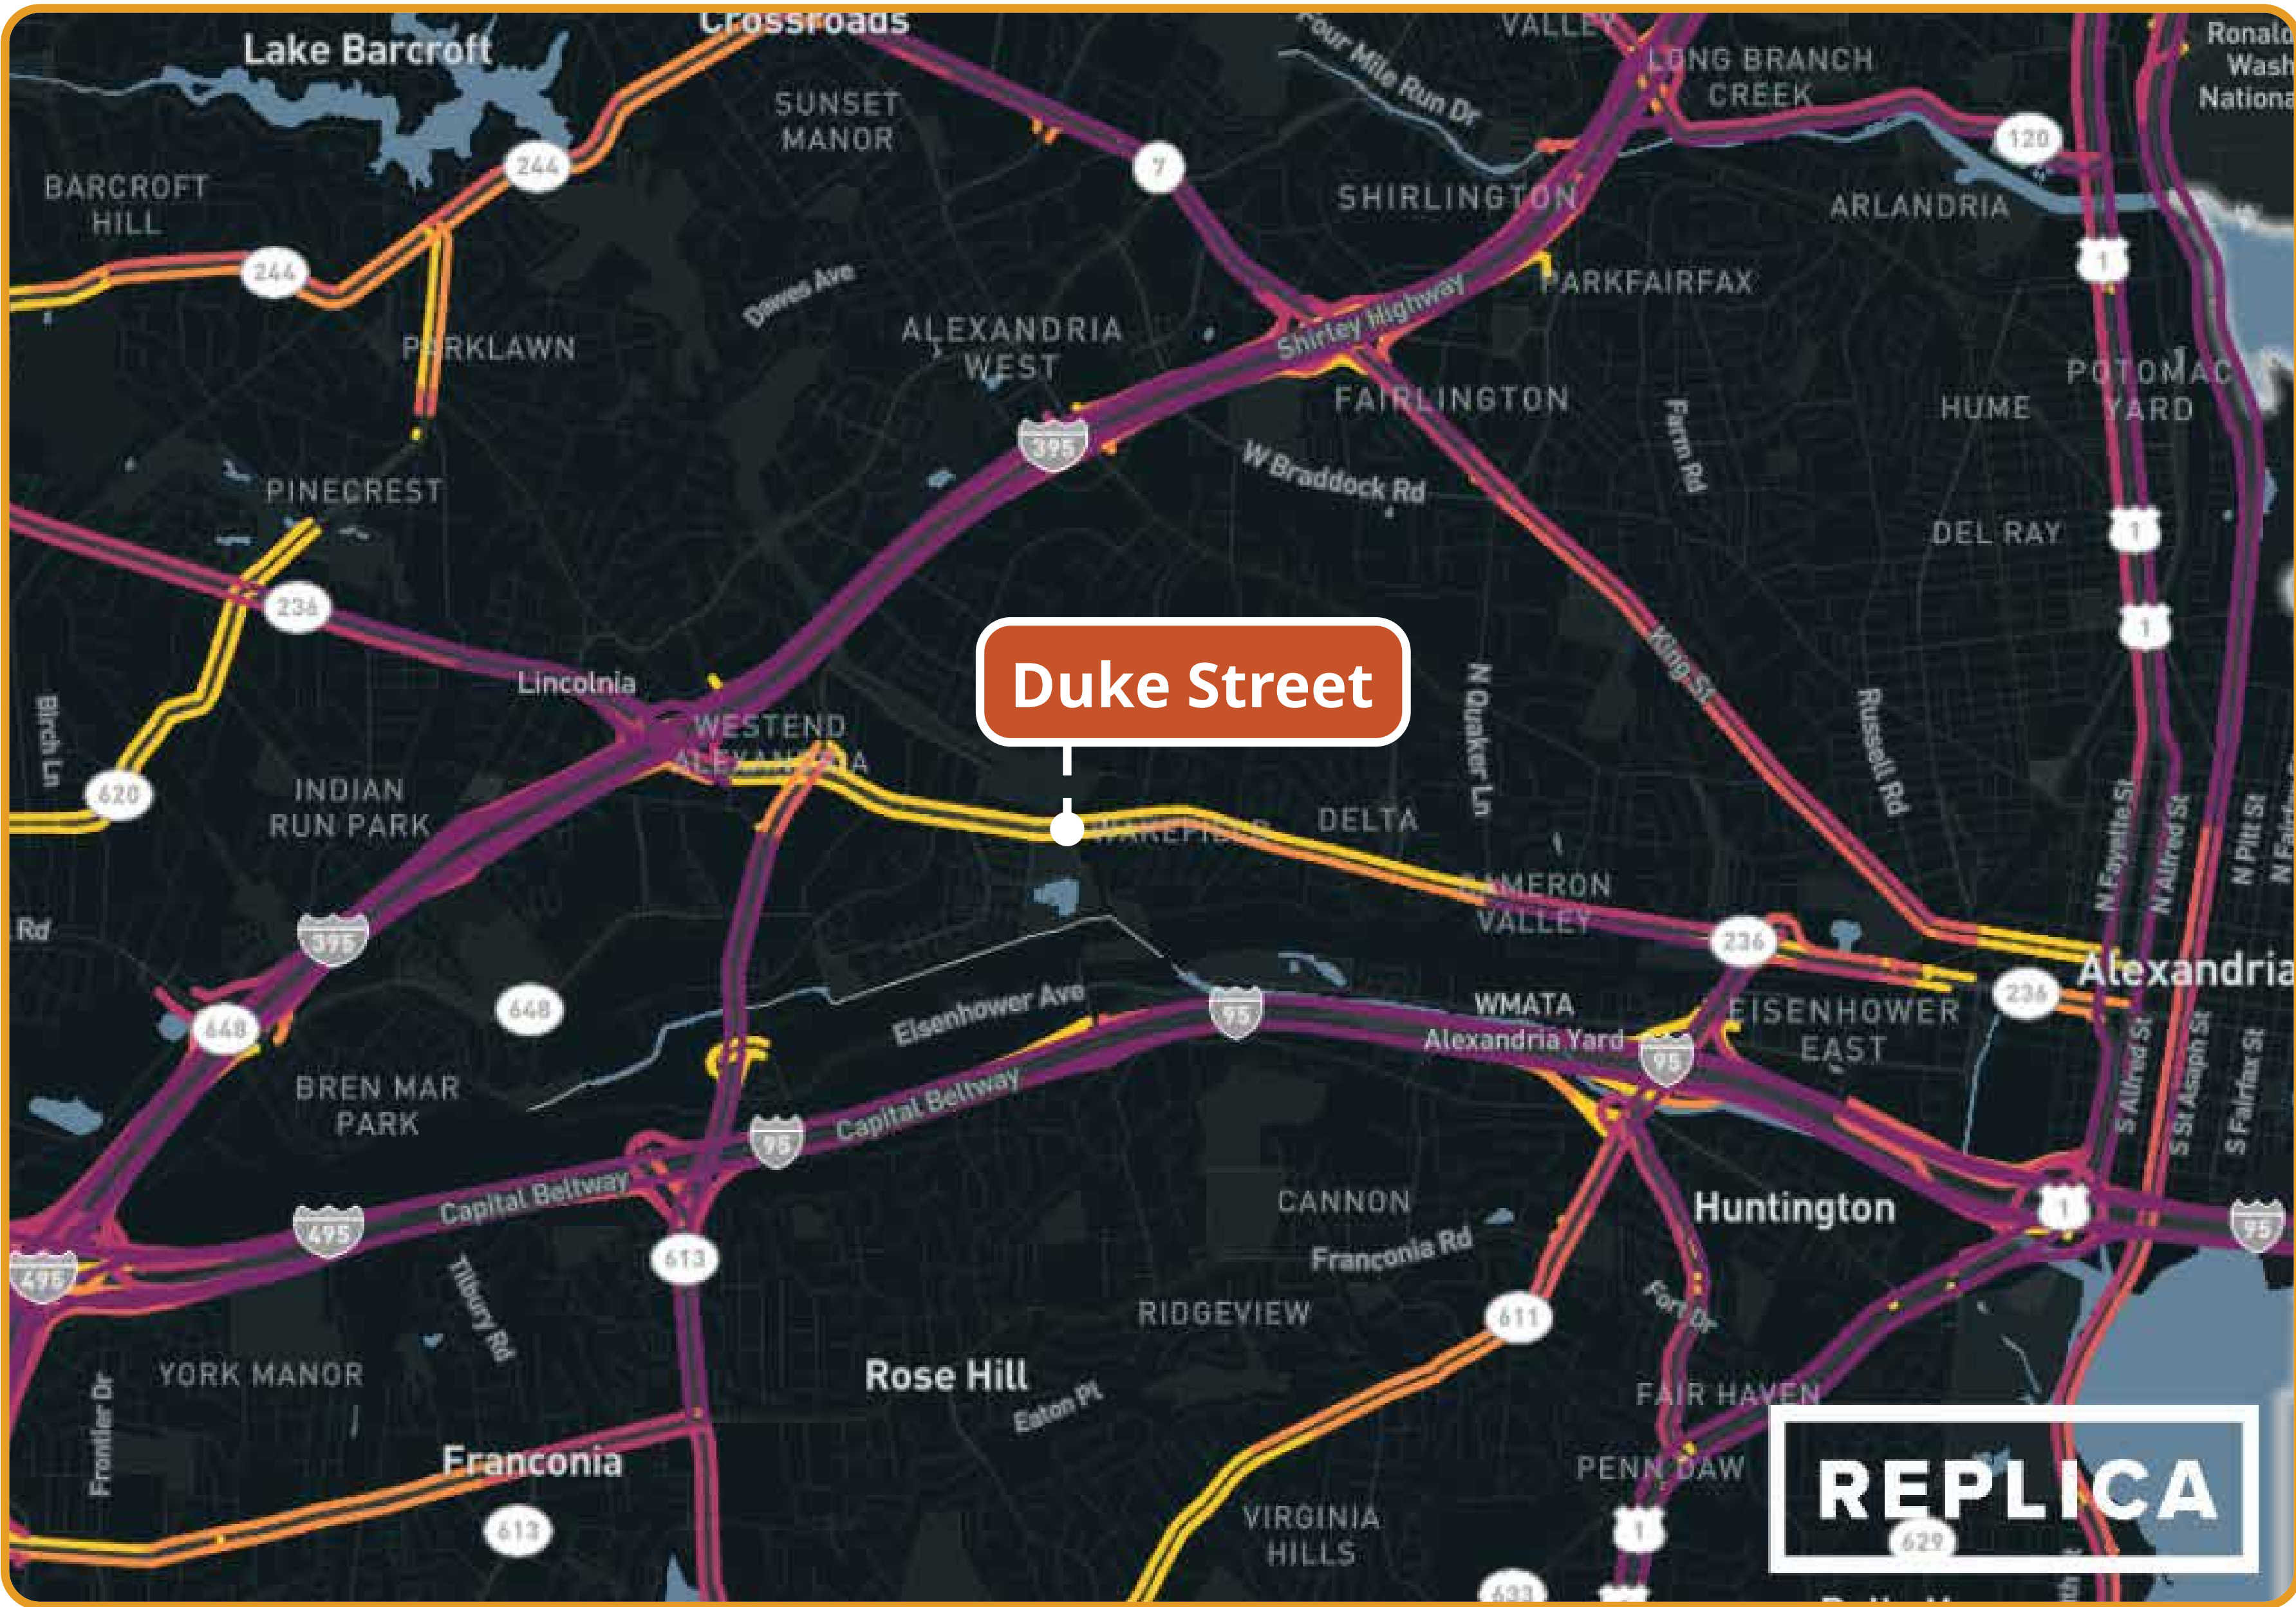 Crossroads
Lake Barcroft
Four Mile Run Dr
VALLEY
LONG BRANCH
CREEK
Ronald
Wash
Nationa
SUNSET
MANOR
244
7
120
BARCROFT
HILL
SHIRLINGTON
ARLANDRIA
244
Dawes Ave
PARKFAIRFAX
1
PARKLAWN
ALEXANDRIA
WEST
Shirley Highway
FAIRLINGTON
POTOMAC
YARD
HUME
395
W Braddock Rd
Farm Rd
PINECREST
DEL RAY
1
236
1
Lincolnia
Duke Street
King St
N Quaker Ln
Russell Rd
Birch Ln
WESTEND
ALEXANDRIA
620
INDIAN
RUN PARK
WAKEFIELD
DELTA
N Fayette St
N Alfred St
N Pitt St
CAMERON
VALLEY
Rd
395
236
Alexandria
236
648
648
Eisenhower Ave
95
WMATA
Alexandria Yard
95
EISENHOWER
EAST
S Alfred St
S St Asaph St
S Fairfax St
BREN MAR
PARK
95
Capital Beltway
Capital Beltway
495
495
613
CANNON
Franconia Rd
Huntington
1
95
Tilbury Rd
RIDGEVIEW
611
Fort Dr
YORK MANOR
Frontier Dr
Rose Hill
Eaton Pl
FAIR HAVEN
Franconia
PENN DAW
REPLICA
613
VIRGINIA
HILLS
1
629
633